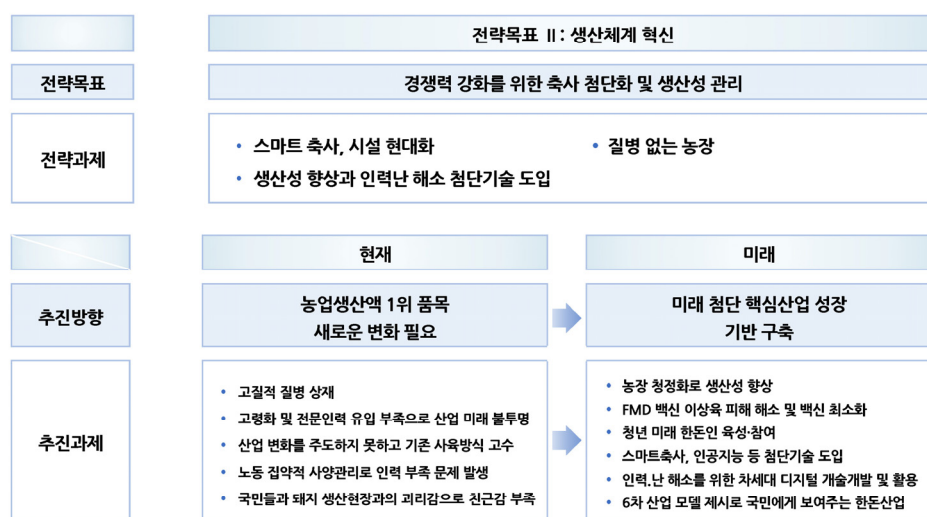 전략목표 Ⅱ : 생산체계 혁신
전략목표
경쟁력 강화를 위한 축사 첨단화 및 생산성 관리
전략과제
• 스마트 축사, 시설 현대화
• 질병 없는 농장
• 생산성 향상과 인력난 해소 첨단기술 도입
현재
미래
추진방향
농업생산액 1위 품목
새로운 변화 필요
미래 첨단 핵심산업 성장
기반 구축
추진과제
• 고질적 질병 상재
• 고령화 및 전문인력 유입 부족으로 산업 미래 불투명
• 산업 변화를 주도하지 못하고 기존 사육방식 고수
• 노동 집약적 사양관리로 인력 부족 문제 발생
• 국민들과 돼지 생산현장과의 괴리감으로 친근감 부족
• 농장 청정화로 생산성 향상
• FMD 백신 이상육 피해 해소 및 백신 최소화
• 청년 미래 한돈인 육성·참여
• 스마트축사, 인공지능 등 첨단기술 도입
• 인력.난 해소를 위한 차세대 디지털 개술개발 및 활용
• 6차 산업 모델 제시로 국민에게 보여주는 한돈산업